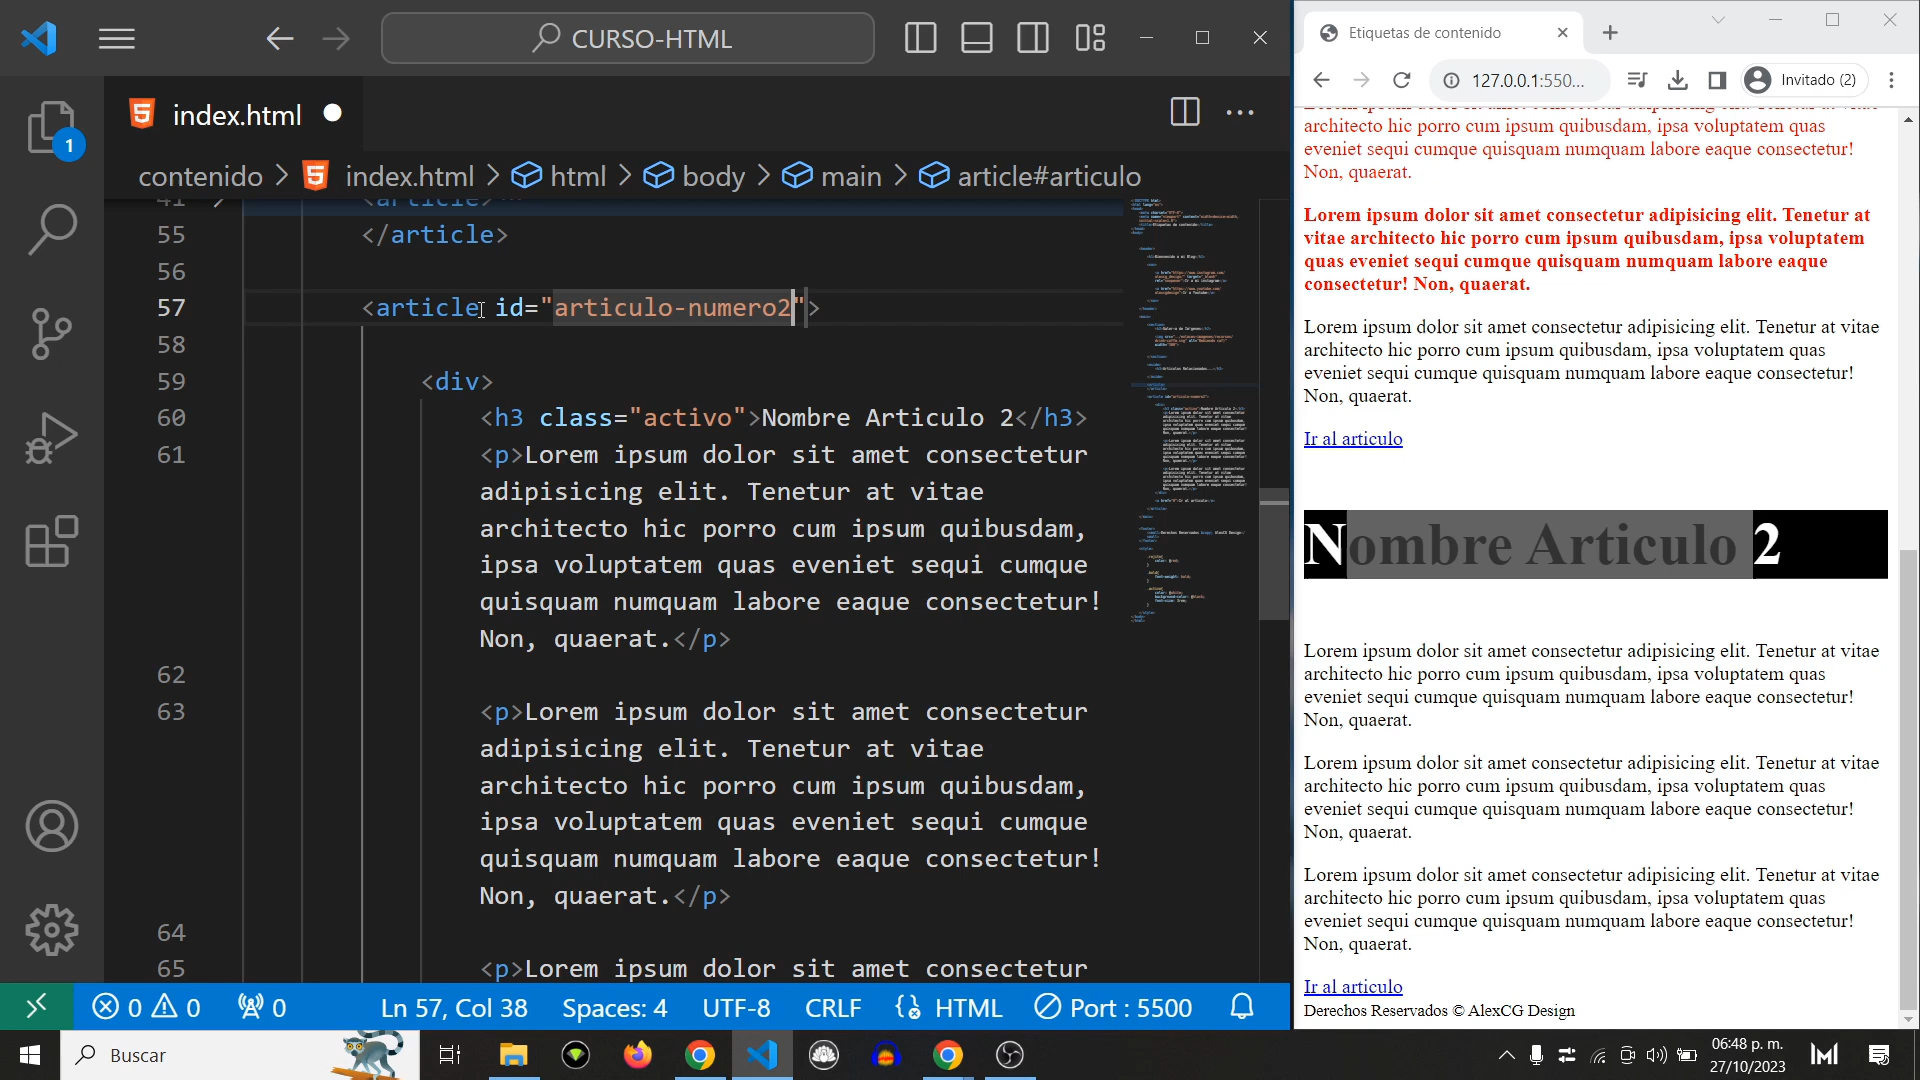 CURSO-HTML
index.html
1
contenido > index.html > html > body > main > article#articulo
41 <article>
55 </article>
56
57 <article id="articulo-numero2">
58
59 <div>
60 <h3 class="activo">Nombre Articulo 2</h3>
61 <p>Lorem ipsum dolor sit amet consectetur
adipisicing elit. Tenetur at vitae
architecto hic porro cum ipsum quibusdam,
ipsa voluptatem quas eveniet sequi cumque
quisquam numquam labore eaque consectetur!
Non, quaerat.</p>
62
63 <p>Lorem ipsum dolor sit amet consectetur
adipisicing elit. Tenetur at vitae
architecto hic porro cum ipsum quibusdam,
ipsa voluptatem quas eveniet sequi cumque
quisquam numquam labore eaque consectetur!
Non, quaerat.</p>
64
65 <p>Lorem ipsum dolor sit amet consectetur
0 0 0 Ln 57, Col 38 Spaces: 4 UTF-8 CRLF HTML Port : 5500
Etiquetas de contenido
127.0.0.1:550... Invitado (2)
architecto hic porro cum ipsum quibusdam, ipsa voluptatem quas
eveniet sequi cumque quisquam numquam labore eaque consectetur!
Non, quaerat.
Lorem ipsum dolor sit amet consectetur adipisicing elit. Tenetur at
vitae architecto hic porro cum ipsum quibusdam, ipsa voluptatem
quas eveniet sequi cumque quisquam numquam labore eaque
consectetur! Non, quaerat.
Lorem ipsum dolor sit amet consectetur adipisicing elit. Tenetur at vitae
architecto hic porro cum ipsum quibusdam, ipsa voluptatem quas
eveniet sequi cumque quisquam numquam labore eaque consectetur!
Non, quaerat.
Ir al articulo
Nombre Articulo 2
Lorem ipsum dolor sit amet consectetur adipisicing elit. Tenetur at vitae
architecto hic porro cum ipsum quibusdam, ipsa voluptatem quas
eveniet sequi cumque quisquam numquam labore eaque consectetur!
Non, quaerat.
Lorem ipsum dolor sit amet consectetur adipisicing elit. Tenetur at vitae
architecto hic porro cum ipsum quibusdam, ipsa voluptatem quas
eveniet sequi cumque quisquam numquam labore eaque consectetur!
Non, quaerat.
Lorem ipsum dolor sit amet consectetur adipisicing elit. Tenetur at vitae
architecto hic porro cum ipsum quibusdam, ipsa voluptatem quas
eveniet sequi cumque quisquam numquam labore eaque consectetur!
Non, quaerat.
Ir al articulo
Derechos Reservados © AlexCG Design
Buscar
06:48 p. m.
27/10/2023